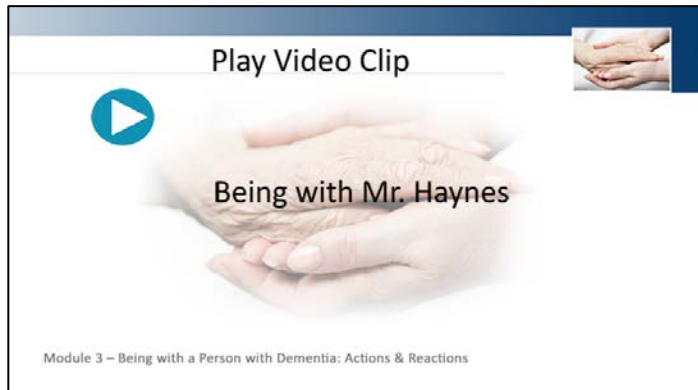 Play Video Clip
Being with Mr. Haynes
Module 3 – Being with a Person with Dementia: Actions & Reactions